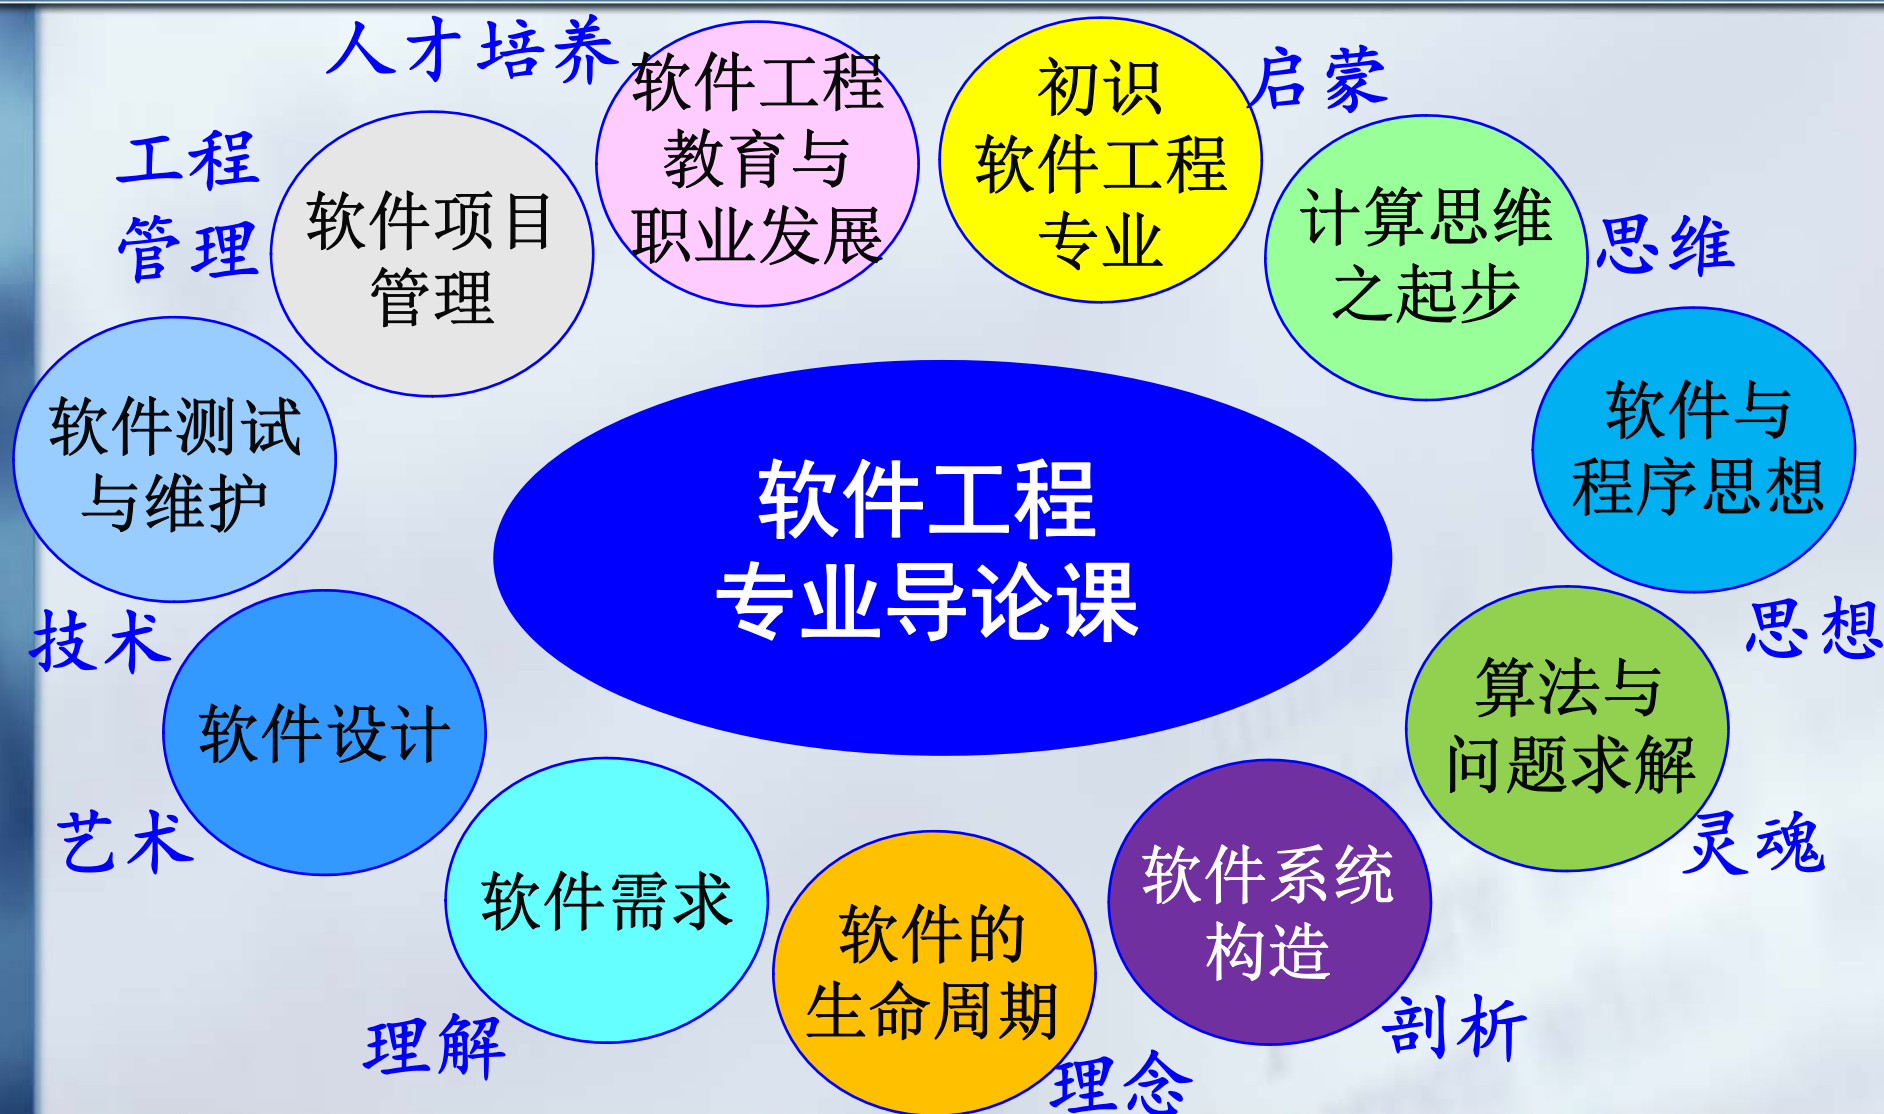 人才培养
软件工程
教育与
职业发展
初识
软件工程
专业
启蒙
工程
管理
软件项目
管理
计算思维
之起步
思维
软件测试
与维护
软件工程
专业导论课
软件与
程序思想
技术
思想
软件设计
算法与
问题求解
艺术
灵魂
软件需求
软件的
生命周期
软件系统
构造
理解
理念
剖析